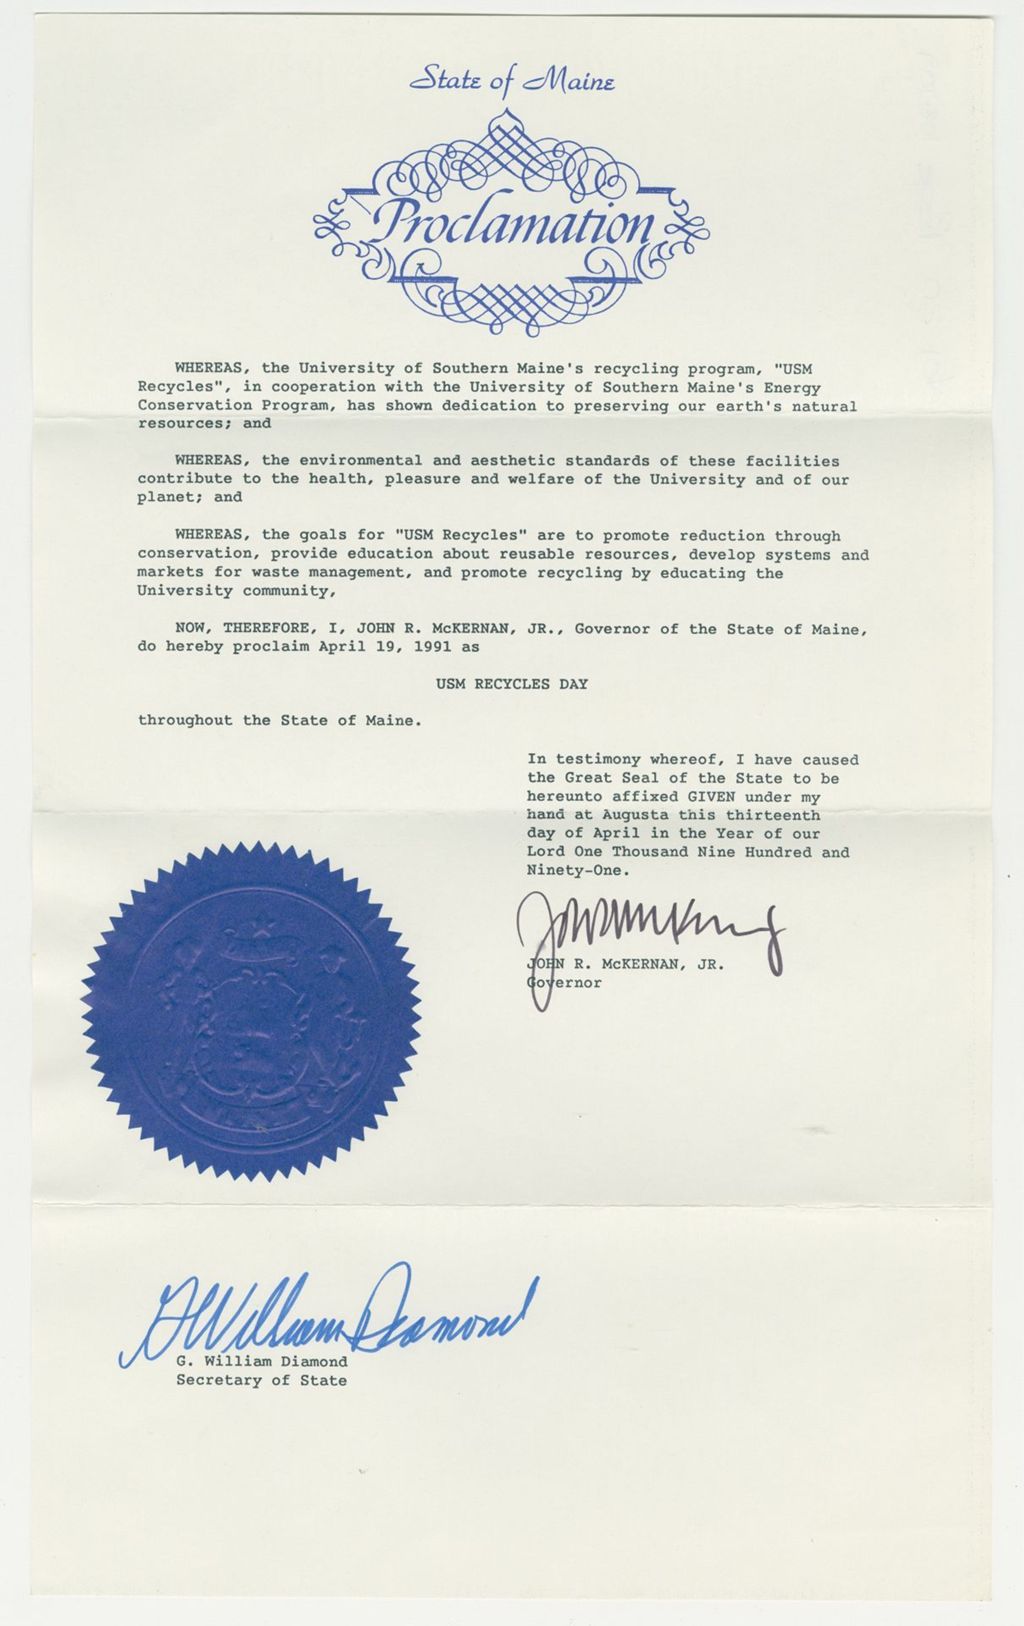 State of Maine
Proclamation
WHEREAS, the University of Southern Maine's recycling program, "USM
Recycles", in cooperation with the University of Southern Maine's Energy
Conservation Program, has shown dedication to preserving our earth's natural
resources; and
WHEREAS, the environmental and aesthetic standards of these facilities
contribute to the health, pleasure and welfare of the University and of our
planet; and
WHEREAS, the goals for "USM Recycles" are to promote reduction through
conservation, provide education about reusable resources, develop systems and
markets for waste management, and promote recycling by educating the
University community,
NOW, THEREFORE, I, JOHN R. McKERNAN, JR., Governor of the State of Maine,
do hereby proclaim April 19, 1991 as
USM RECYCLES DAY
throughout the State of Maine.
In testimony whereof, I have caused
the Great Seal of the State to be
hereunto affixed GIVEN under my
hand at Augusta this thirteenth
day of April in the Year of our
Lord One Thousand Nine Hundred and
Ninety-One.
JOHN R. McKERNAN, JR.
Governor
G William Diamond
G. William Diamond
Secretary of State